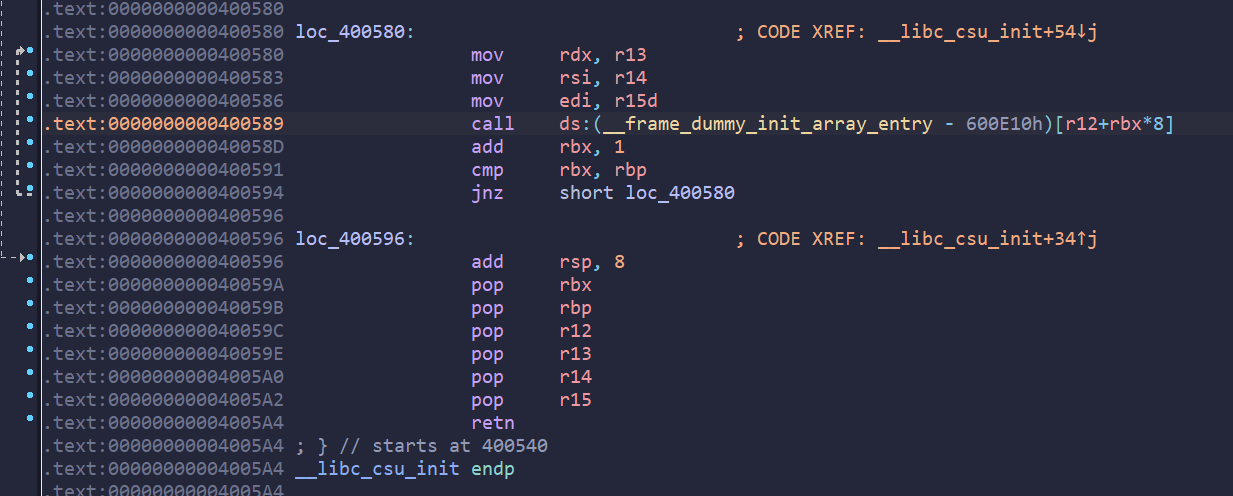 .text:0000000000400580
.text:0000000000400580 loc_400580: ; CODE XREF: __libc_csu_init+54↓j
.text:0000000000400580 mov rdx, r13
.text:0000000000400583 mov rsi, r14
.text:0000000000400586 mov edi, r15d
.text:0000000000400589 call ds:(__frame_dummy_init_array_entry - 600E10h)[r12+rbx*8]
.text:000000000040058D add rbx, 1
.text:0000000000400591 cmp rbx, rbp
.text:0000000000400594 jnz short loc_400580
.text:0000000000400596
.text:0000000000400596 loc_400596: ; CODE XREF: __libc_csu_init+34↑j
.text:0000000000400596 add rsp, 8
.text:000000000040059A pop rbx
.text:000000000040059B pop rbp
.text:000000000040059C pop r12
.text:000000000040059E pop r13
.text:00000000004005A0 pop r14
.text:00000000004005A2 pop r15
.text:00000000004005A4 retn
.text:00000000004005A4 ; } // starts at 400540
.text:00000000004005A4 __libc_csu_init endp
.text:00000000004005A4